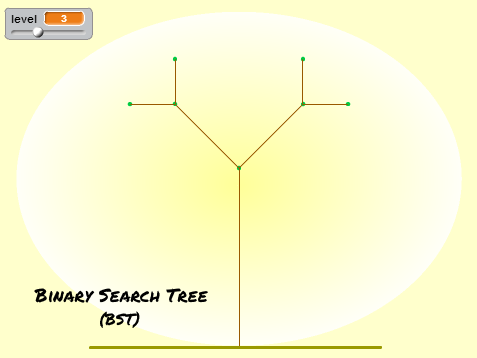 level 3
Binary Search Tree
(BST)